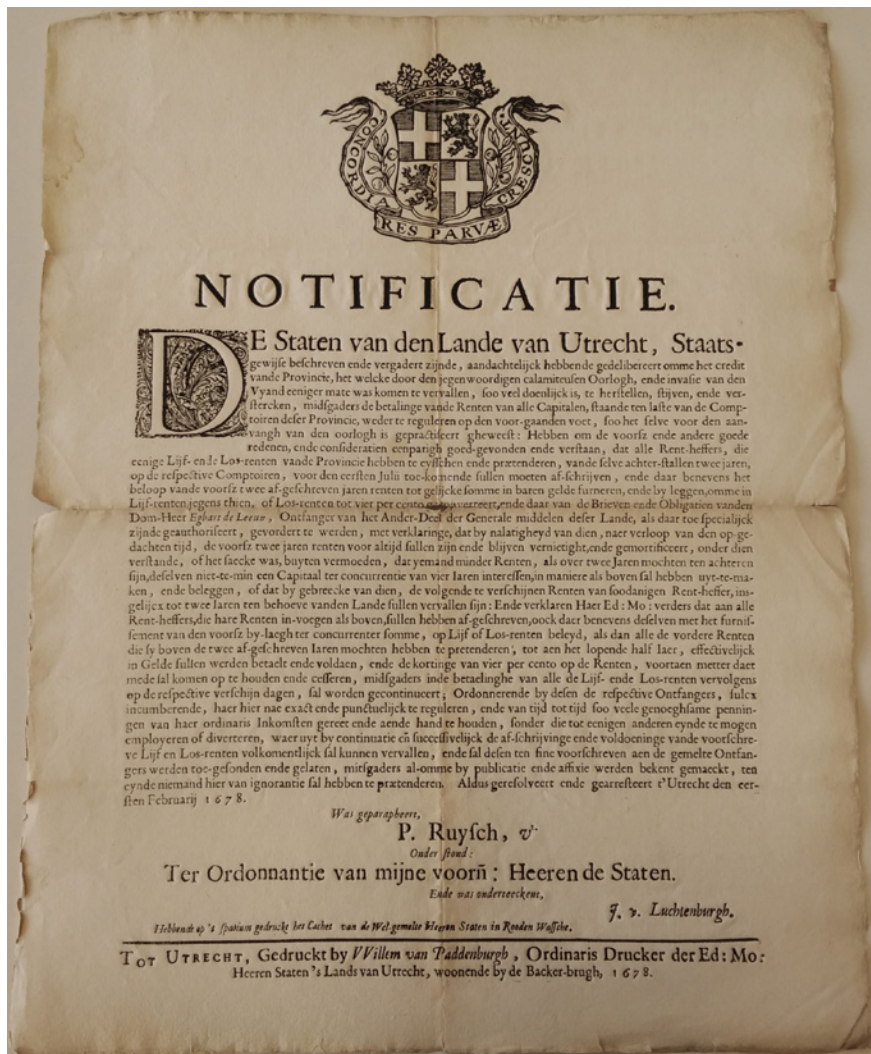 CONCORDIA RES PARVÆ CRESCUNT.
NOTIFICATIE.
DE Staten van den Lande van Utrecht, Staats-
gewijse beschreven ende vergadert zijnde, aandachtelijck hebbende gedelibereert omme het credit
vande Provincie, het welcke door den jegenwoordigen calamiteusen Oorlogh, ende invasie van den
Vyand eeniger mate was komen te vervallen, soo veel doenlijck is, te herstellen, stijven, ende ver-
stercken, midsgaders de betalinge vande Renten van alle Capitalen, staande ten laste van de Comp-
toiren deser Provincie, weder te reguleren op den voor-gaanden voet, soo het selve voor den aan-
vangh van den oorlogh is gepractiseert gheweest: Hebben om de voorsz ende andere goede
redenen, ende consideratien eenparigh goed-gevonden ende verstaan, dat alle Rent-heffers, die
eenige Lijf- ende Los-renten vande Provincie hebben te eysschen ende prætenderen, vande selve achter-stallen twee jaren,
op de respective Comptoiren, voor den eersten Julii toe-komende sullen moeten af-schrijven, ende daar benevens het
beloop vande voorsz twee af-geschreven jaren renten tot gelijcke somme in baren gelde furneren, ende by leggen, omme in
Lijf-renten jegens thien, of Los-renten tot vier per cento geconverteert, ende daar van de Brieven ende Obligatien vanden
Dom-Heer Egbart de Leeuw, Ontfanger van het Ander-Deel der Generale middelen deser Lande, als daar toe specialijck
zijnde geauthoriseert, gevordert te werden, met verklaringe, dat by nalatigheyd van dien, naer verloop van den op-ge-
dachten tijd, de voorsz twee jaren renten voor altijd sullen zijn ende blijven vernietight, ende gemortificeert, onder dien
verstande, of het saecke was, buyten vermoeden, dat yemand minder Renten, als over twee Jaren mochten ten achteren
sijn, deselven niet-te-min een Capitaal ter concurrentie van vier Iaren interessen, in maniere als boven sal hebben uyt-te-ma-
ken, ende beleggen, of dat by gebreecke van dien, de volgende te verschijnen Renten van soodanigen Rent-heffer, ins-
gelijcx tot twee Iaren ten behoeve vanden Lande sullen vervallen sijn: Ende verklaren Haer Ed: Mo: verders dat aan alle
Rent-heffers, die hare Renten in-voegen als boven, sullen hebben af-geschreven, oock daer benevens deselven met het furnis-
sement van den voorsz by-laegh ter concurrenter somme, op Lijf of Los-renten beleyd, als dan alle de vordere Renten
die sy boven de twee af-geschreven Iaren mochten hebben te prætenderen, tot aen het lopende half Iaer, effectivelijck
in Gelde sullen werden betaelt ende voldaen, ende de kortinge van vier per cento op de Renten, voortaen metter daet
mede sal komen op te houden ende cesseren, midsgaders inde betaelinghe van alle de Lijf- ende Los-renten vervolgens
op de respective verschijn dagen, sal worden gecontinueert, Ordonnerende by desen de respective Ontfangers, sulcx
incumberende, haer hier nae exact ende punctuelijck te reguleren, ende van tijd tot tijd soo veele genoeghsame pennin-
gen van haer ordinaris Inkomsten gereet ende aende hand te houden, sonder die tot eenigen anderen eynde te mogen
employeren of diverteren, waer uyt by continuatie eñ successivelijck de af-schrijvinge ende voldoeninge vande voorschre-
ve Lijf en Los-renten volkomentlijck sal kunnen vervallen, ende sal desen ten fine voorschreven aen de gemelte Ontfan-
gers werden toe-gesonden ende gelaten, mitsgaders al-omme by publicatie ende affixie werden bekent gemaeckt, ten
eynde niemand hier van ignorantie sal hebben te prætenderen. Aldus geresolveert ende gearresteert t'Utrecht den eer-
sten Februarij 1678.
Was geparapheert,
P. Ruysch, vt
Onder stond:
Ter Ordonnantie van mijne voorñ: Heeren de Staten.
Ende was onderteeckent,
J. v. Luchtenburgh.
Hebbende op 't spatium gedruckt het Cachet van de Wel-gemelte Heeren Staten in Rooden Wassche.
TOT UTRECHT, Gedruckt by VVillem van Paddenburgh, Ordinaris Drucker der Ed: Mo:
Heeren Staten 's Lands van Utrecht, woonende by de Backer-brugh, 1678.